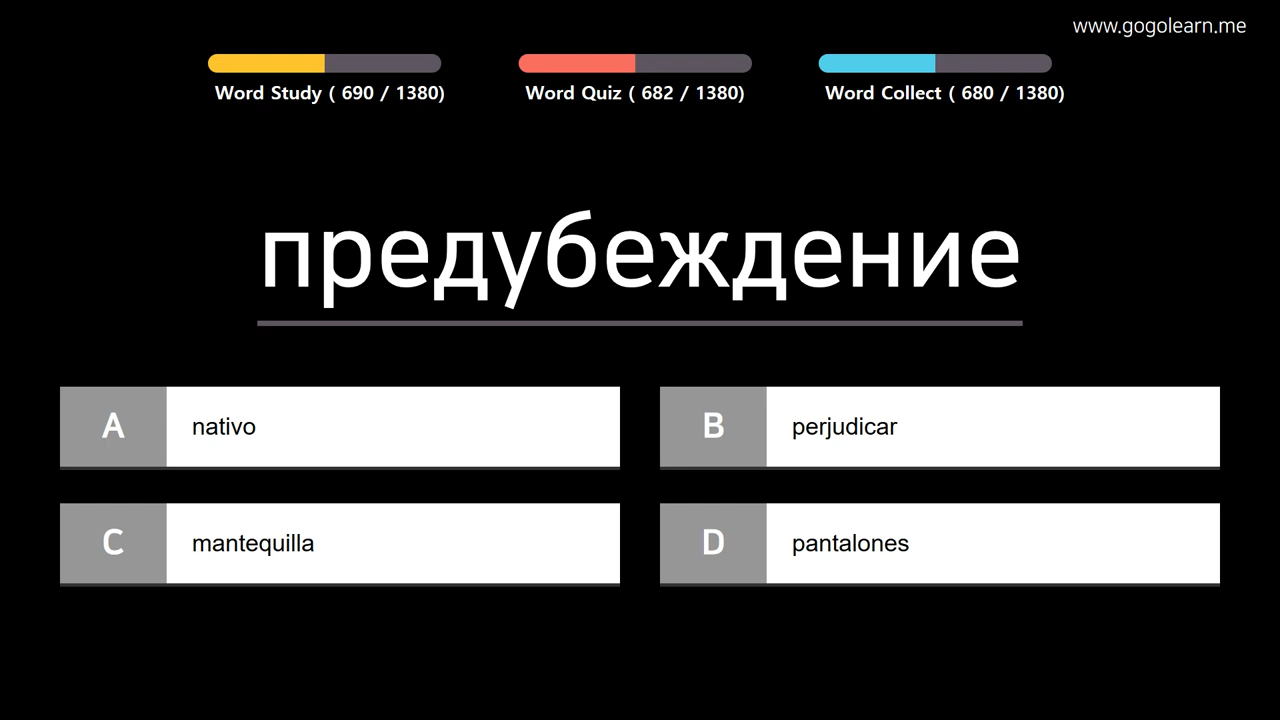 www.gogolearn.me
Word Study ( 690 / 1380)
Word Quiz ( 682 / 1380)
Word Collect ( 680 / 1380)
предубеждение
A nativo
B perjudicar
C mantequilla
D pantalones